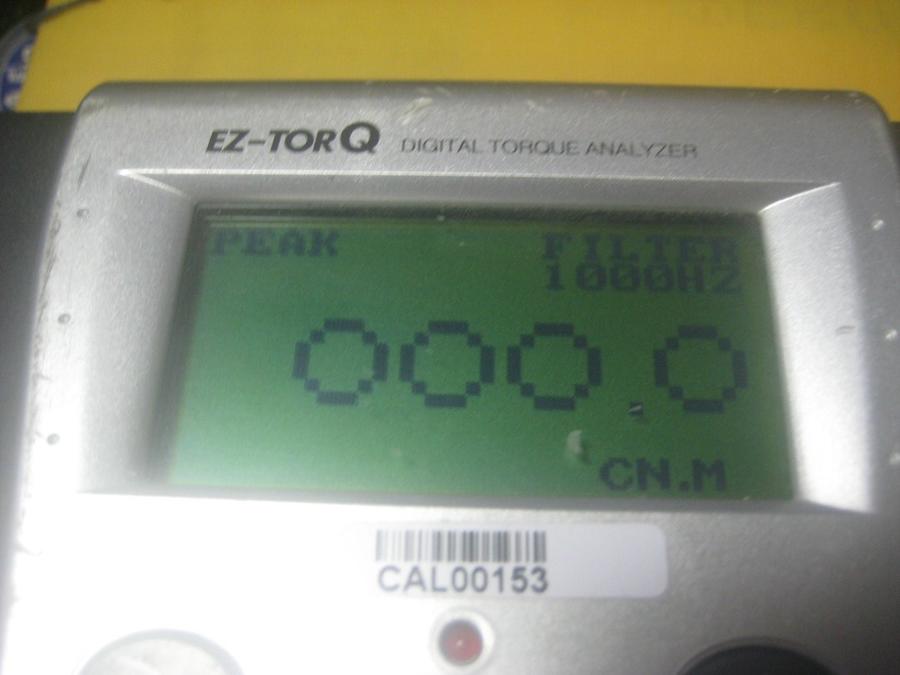 EZ-TORQ DIGITAL TORQUE ANALYZER
PEAK FILTER
1000HZ
000.0
CN.M
CAL00153